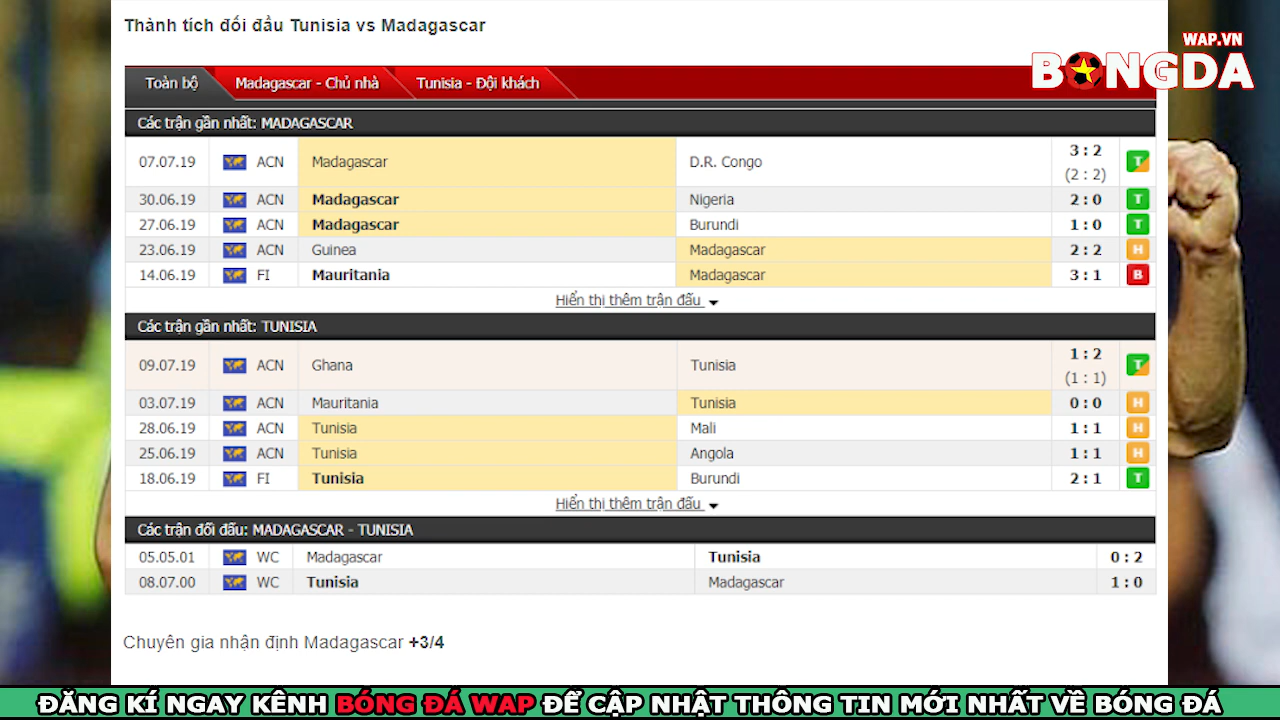 Thành tích đối đầu Tunisia vs Madagascar
WAP.VN
BONGDA
Toàn bộ Madagascar - Chủ nhà Tunisia - Đội khách
Các trận gần nhất: MADAGASCAR
07.07.19 ACN Madagascar D.R. Congo 3 : 2 (2 : 2) T
30.06.19 ACN Madagascar Nigeria 2 : 0 T
27.06.19 ACN Madagascar Burundi 1 : 0 T
23.06.19 ACN Guinea Madagascar 2 : 2 H
14.06.19 FI Mauritania Madagascar 3 : 1 B
Hiển thị thêm trận đấu
Các trận gần nhất: TUNISIA
09.07.19 ACN Ghana Tunisia 1 : 2 (1 : 1) T
03.07.19 ACN Mauritania Tunisia 0 : 0 H
28.06.19 ACN Tunisia Mali 1 : 1 H
25.06.19 ACN Tunisia Angola 1 : 1 H
18.06.19 FI Tunisia Burundi 2 : 1 T
Hiển thị thêm trận đấu
Các trận đối đầu: MADAGASCAR - TUNISIA
05.05.01 WC Madagascar Tunisia 0 : 2
08.07.00 WC Tunisia Madagascar 1 : 0
Chuyên gia nhận định Madagascar +3/4
ĐĂNG KÍ NGAY KÊNH BÓNG ĐÁ WAP ĐỂ CẬP NHẬT THÔNG TIN MỚI NHẤT VỀ BÓNG ĐÁ